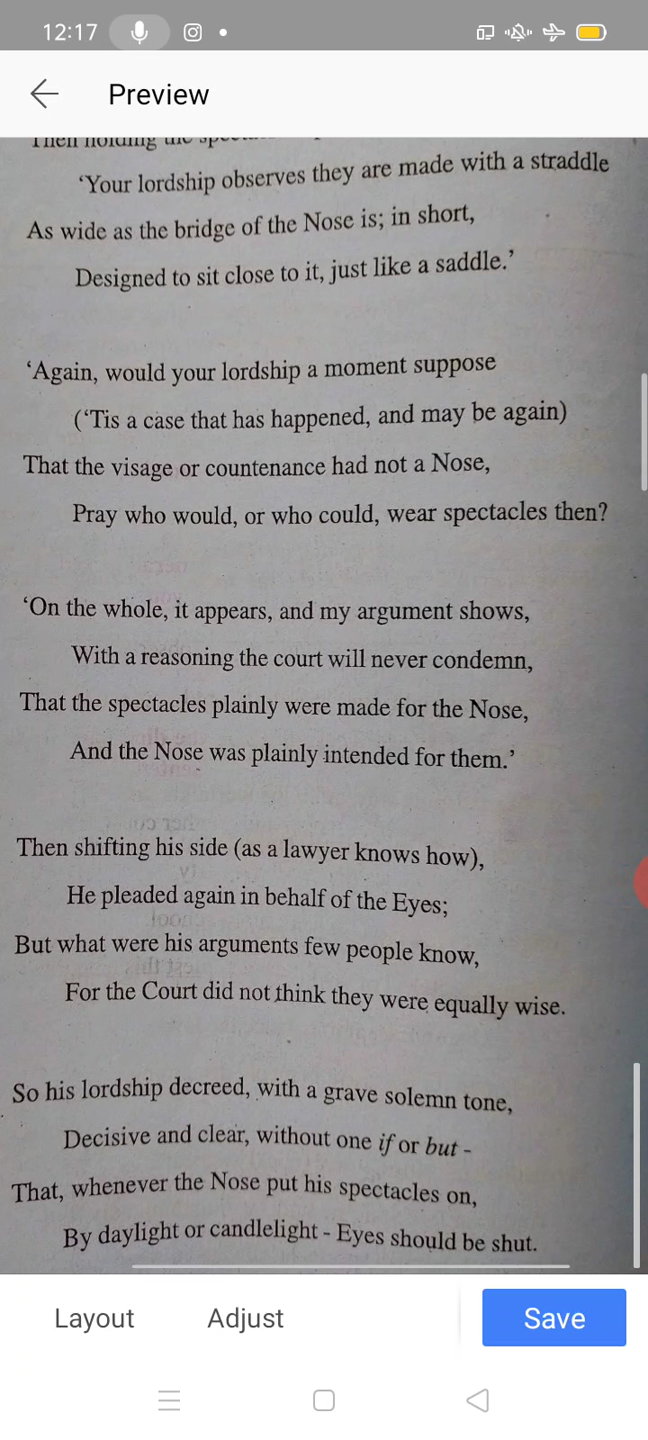 12:17
Preview
Then holding the
‘Your lordship observes they are made with a straddle
As wide as the bridge of the Nose is; in short,
Designed to sit close to it, just like a saddle.’
‘Again, would your lordship a moment suppose
(‘Tis a case that has happened, and may be again)
That the visage or countenance had not a Nose,
Pray who would, or who could, wear spectacles then?
‘On the whole, it appears, and my argument shows,
With a reasoning the court will never condemn,
That the spectacles plainly were made for the Nose,
And the Nose was plainly intended for them.’
Then shifting his side (as a lawyer knows how),
He pleaded again in behalf of the Eyes;
But what were his arguments few people know,
For the Court did not think they were equally wise.
So his lordship decreed, with a grave solemn tone,
Decisive and clear, without one if or but -
That, whenever the Nose put his spectacles on,
By daylight or candlelight - Eyes should be shut.
Layout
Adjust
Save